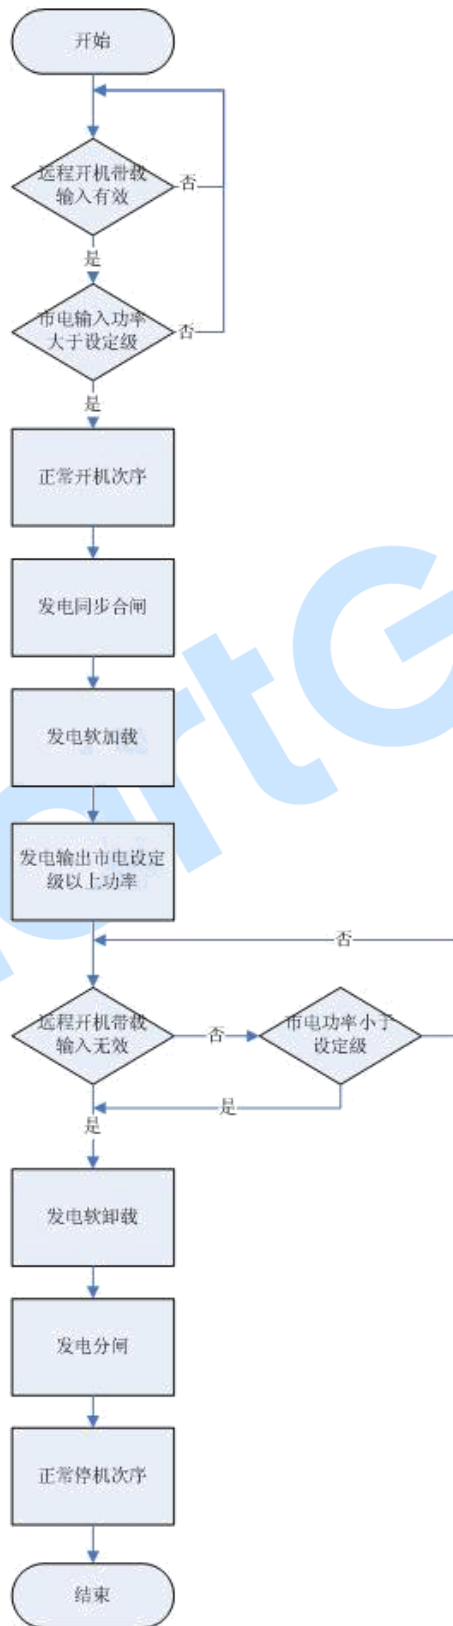 开始
远程开机带载
输入有效
否
是
市电输入功率
大于设定级
否
是
正常开机次序
发电同步合闸
发电软加载
发电输出市电设定
级以上功率
否
远程开机带载
输入无效
否
市电功率小于
设定级
是
是
发电软卸载
发电分闸
正常停机次序
结束
artG